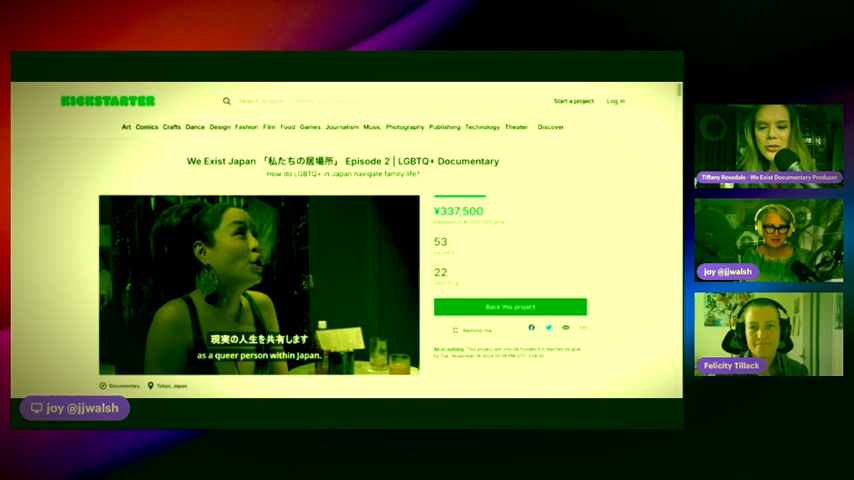 KICKSTARTER
Start a project
Log in
Art Comics Crafts Dance Design Fashion Film Food Games Journalism Music Photography Publishing Technology Theater Discover
We Exist Japan 「私たちの居場所」 Episode 2 | LGBTQ+ Documentary
How do LGBTQ+ in Japan navigate family life?
¥337,500
53
22
Back this project
Remind me
現実の人生を共有します
as a queer person within Japan.
Documentary
Tokyo, Japan
joy @jjwalsh
Tiffany Rossdale - We Exist Documentary Producer
joy @jjwalsh
Felicity Tillack